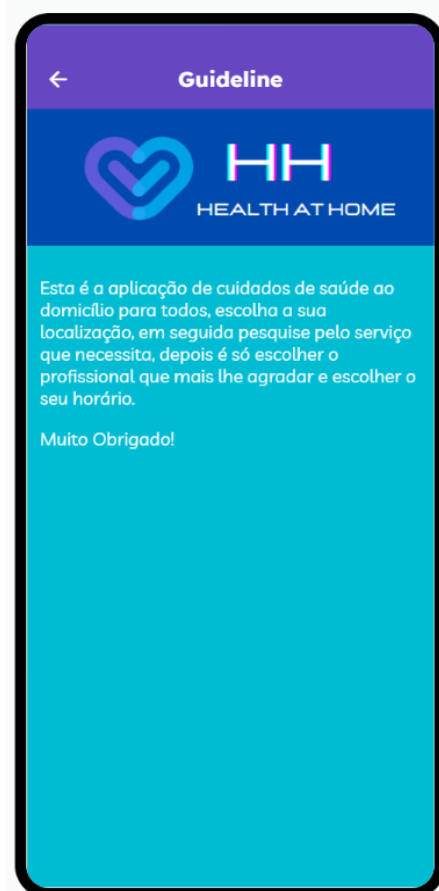 Guideline
HH
HEALTH AT HOME
Esta é a aplicação de cuidados de saúde ao
domicílio para todos, escolha a sua
localização, em seguida pesquise pelo serviço
que necessita, depois é só escolher o
profissional que mais lhe agradar e escolher o
seu horário.
Muito Obrigado!